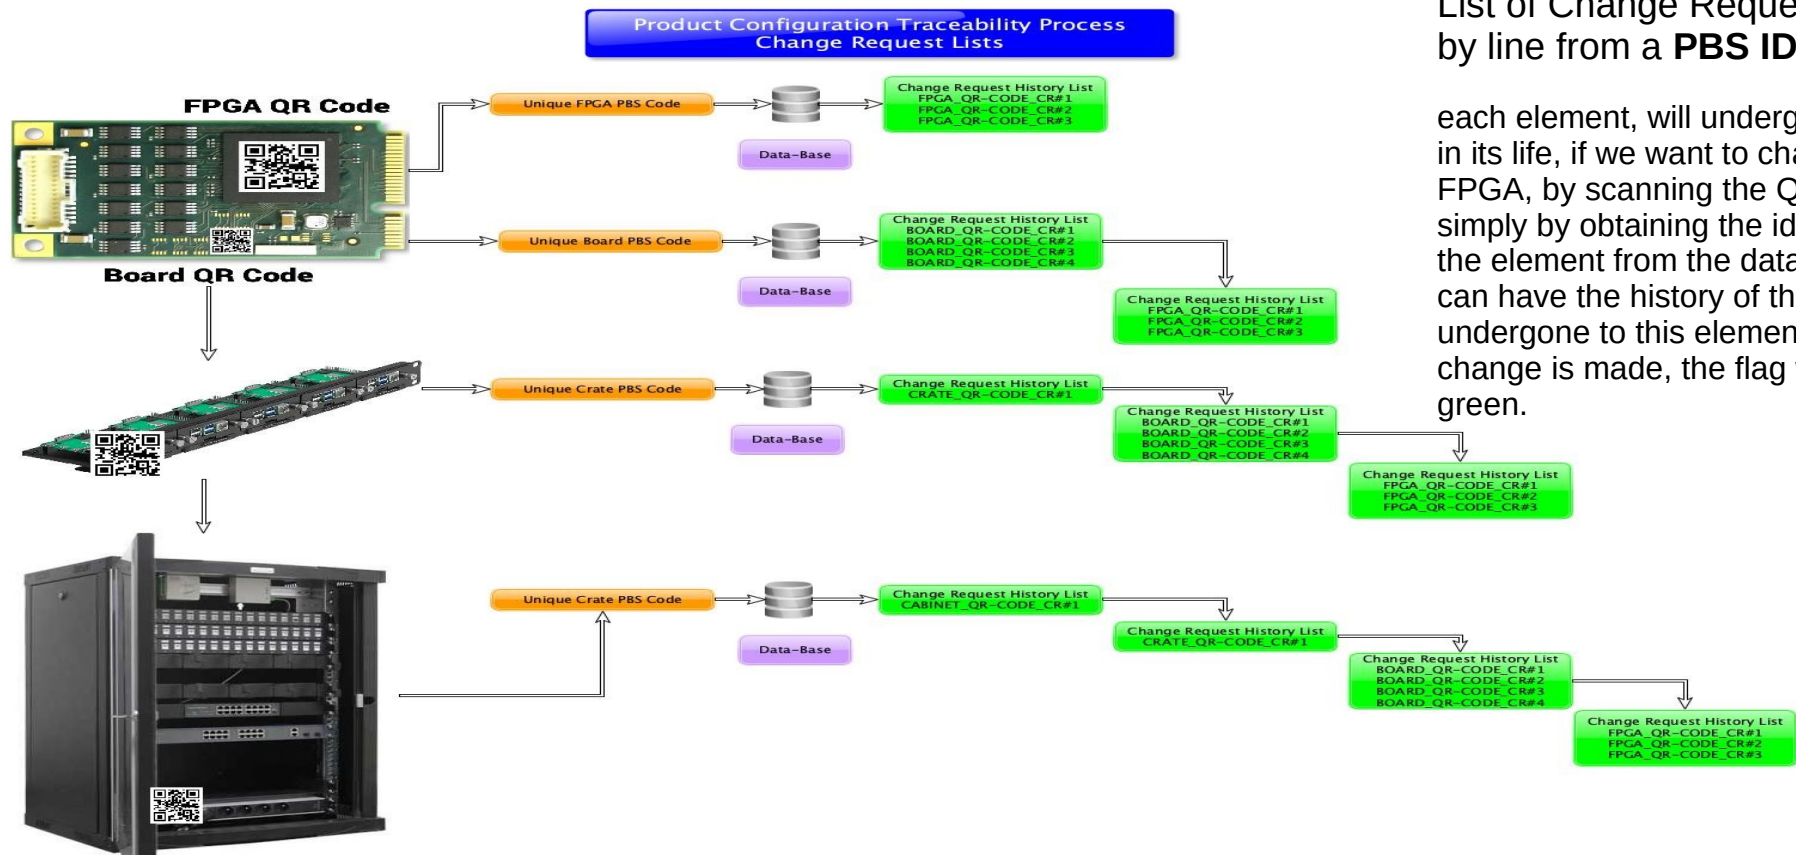 Product Configuration Traceability Process
Change Request Lists
List of Change Reque
by line from a PBS ID
each element, will underg
in its life, if we want to cha
FPGA, by scanning the Q
simply by obtaining the id
the element from the data
can have the history of th
undergone to this elemen
change is made, the flag
green.
FPGA QR Code
Board QR Code
Unique FPGA PBS Code
Data-Base
Change Request History List
FPGA_QR-CODE_CR#1
FPGA_QR-CODE_CR#2
FPGA_QR-CODE_CR#3
Unique Board PBS Code
Data-Base
Change Request History List
BOARD_QR-CODE_CR#1
BOARD_QR-CODE_CR#2
BOARD_QR-CODE_CR#3
BOARD_QR-CODE_CR#4
Change Request History List
FPGA_QR-CODE_CR#1
FPGA_QR-CODE_CR#2
FPGA_QR-CODE_CR#3
Unique Crate PBS Code
Data-Base
Change Request History List
CRATE_QR-CODE_CR#1
Change Request History List
BOARD_QR-CODE_CR#1
BOARD_QR-CODE_CR#2
BOARD_QR-CODE_CR#3
BOARD_QR-CODE_CR#4
Change Request History List
FPGA_QR-CODE_CR#1
FPGA_QR-CODE_CR#2
FPGA_QR-CODE_CR#3
Unique Crate PBS Code
Data-Base
Change Request History List
CABINET_QR-CODE_CR#1
Change Request History List
CRATE_QR-CODE_CR#1
Change Request History List
BOARD_QR-CODE_CR#1
BOARD_QR-CODE_CR#2
BOARD_QR-CODE_CR#3
BOARD_QR-CODE_CR#4
Change Request History List
FPGA_QR-CODE_CR#1
FPGA_QR-CODE_CR#2
FPGA_QR-CODE_CR#3